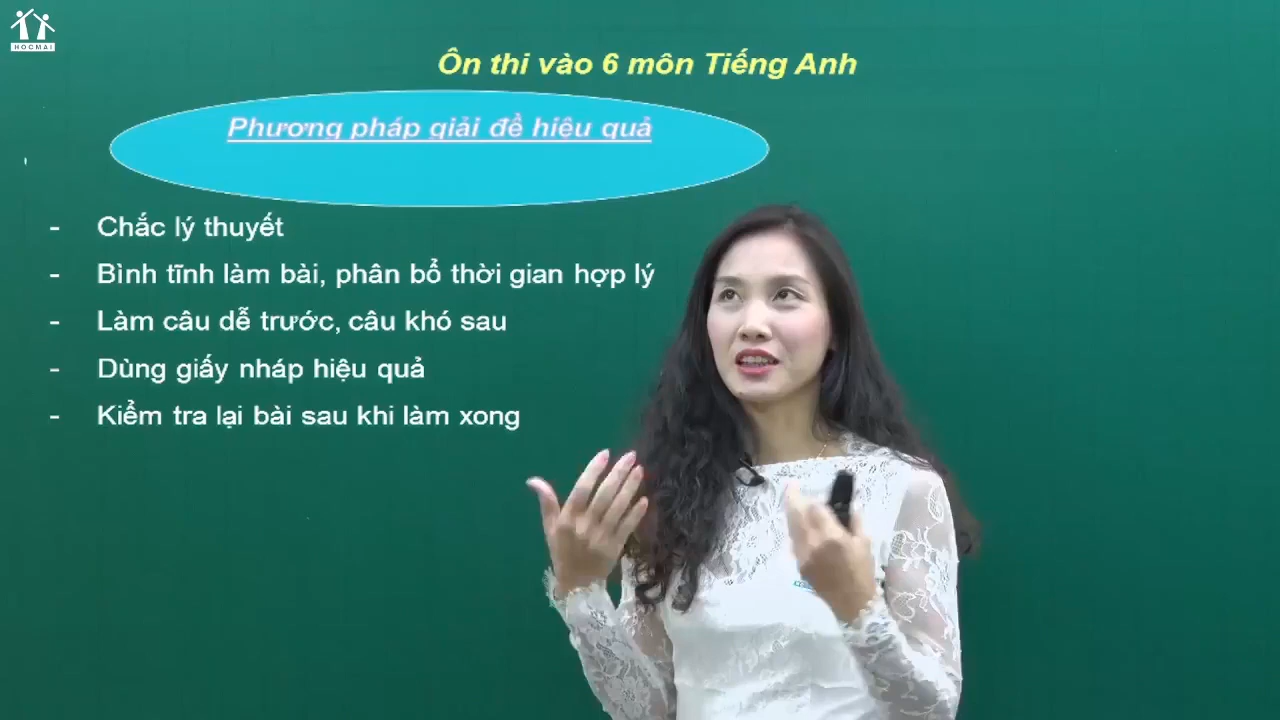 HOCMAI
Ôn thi vào 6 môn Tiếng Anh
Phương pháp giải đề hiệu quả
- Chắc lý thuyết
- Bình tĩnh làm bài, phân bổ thời gian hợp lý
- Làm câu dễ trước, câu khó sau
- Dùng giấy nháp hiệu quả
- Kiểm tra lại bài sau khi làm xong